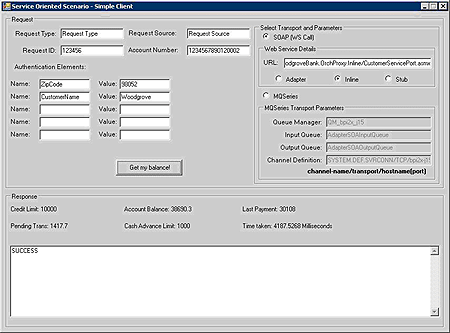 Service Oriented Scenario - Simple Client
Request
Request Type: Request Type Request Source: Request Source
Request ID: 123456 Account Number: 1234567890120002
Authentication Elements:
Name: ZipCode Value: 98052
Name: CustomerName Value: Woodgrove
Name: Value:
Name: Value:
Name: Value:
Get my balance!
Select Transport and Parameters
SOAP (WS Call)
Web Service Details
URL: odgroveBank.OrchProxy.Inline/CustomerServicePort.asmx
Adapter Inline Stub
MQSeries
MQSeries Transport Parameters
Queue Manager: QM_bpi2x_j15
Input Queue: AdapterSOAInputQueue
Output Queue: AdapterSOAOutputQueue
Channel Definition: SYSTEM.DEF.SVRCONN/TCP/bpi2x-j15
channel-name/transport/hostname(port)
Response
Credit Limit: 10000 Account Balance: 38690.3 Last Payment: 30108
Pending Trans: 1417.7 Cash Advance Limit: 1000 Time taken: 4187.5268 Milliseconds
SUCCESS